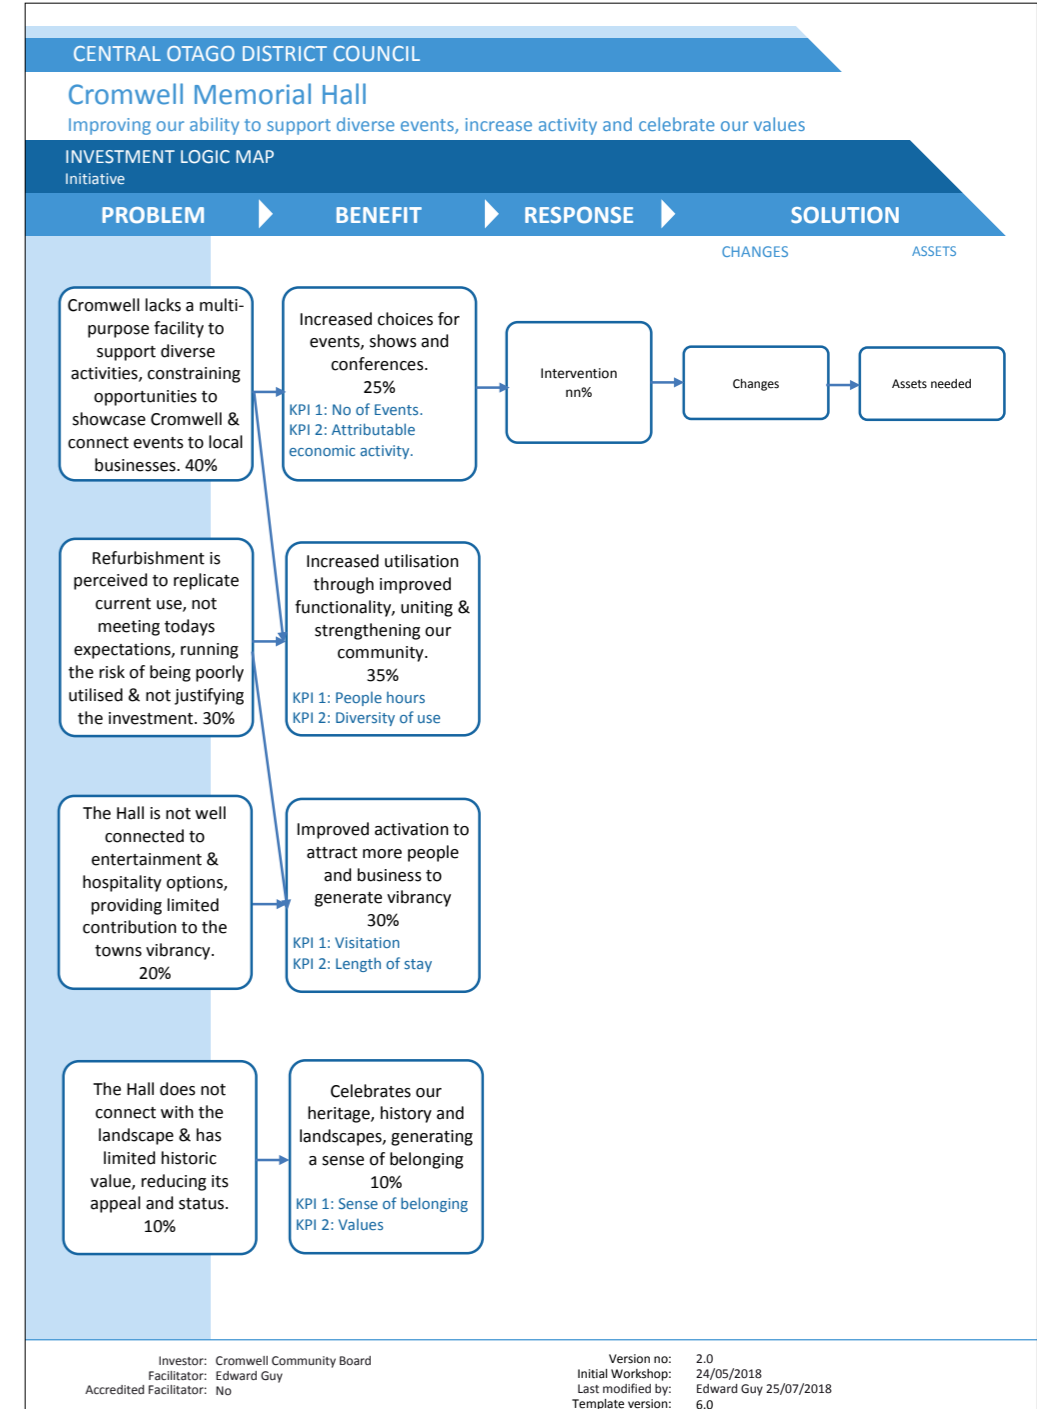 CENTRAL OTAGO DISTRICT COUNCIL
Cromwell Memorial Hall
Improving our ability to support diverse events, increase activity and celebrate our values
INVESTMENT LOGIC MAP
Initiative
PROBLEM
BENEFIT
RESPONSE
SOLUTION
CHANGES
ASSETS
Cromwell lacks a multi-
purpose facility to
support diverse
activities, constraining
opportunities to
showcase Cromwell &
connect events to local
businesses. 40%
Increased choices for
events, shows and
conferences.
25%
KPI 1: No of Events.
KPI 2: Attributable
economic activity.
Intervention
nn%
Changes
Assets needed
Refurbishment is
perceived to replicate
current use, not
meeting todays
expectations, running
the risk of being poorly
utilised & not justifying
the investment. 30%
Increased utilisation
through improved
functionality, uniting &
strengthening our
community.
35%
KPI 1: People hours
KPI 2: Diversity of use
The Hall is not well
connected to
entertainment &
hospitality options,
providing limited
contribution to the
towns vibrancy.
20%
Improved activation to
attract more people
and business to
generate vibrancy
30%
KPI 1: Visitation
KPI 2: Length of stay
The Hall does not
connect with the
landscape & has
limited historic
value, reducing its
appeal and status.
10%
Celebrates our
heritage, history and
landscapes, generating
a sense of belonging
10%
KPI 1: Sense of belonging
KPI 2: Values
Investor: Cromwell Community Board
Facilitator: Edward Guy
Accredited Facilitator: No
Version no: 2.0
Initial Workshop: 24/05/2018
Last modified by: Edward Guy 25/07/2018
Template version: 6.0